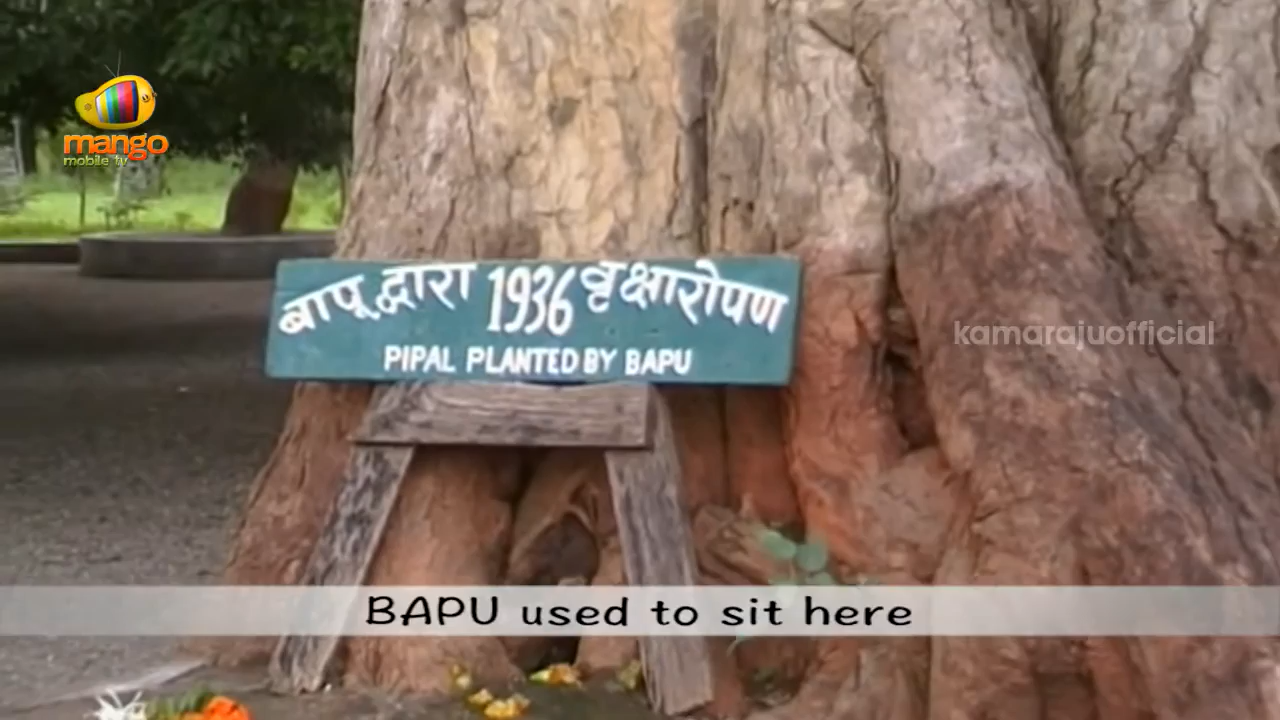 mango
mobile tv
बापू द्वारा 1936 वृक्षारोपण
PIPAL PLANTED BY BAPU
kamarajuofficial
BAPU used to sit here